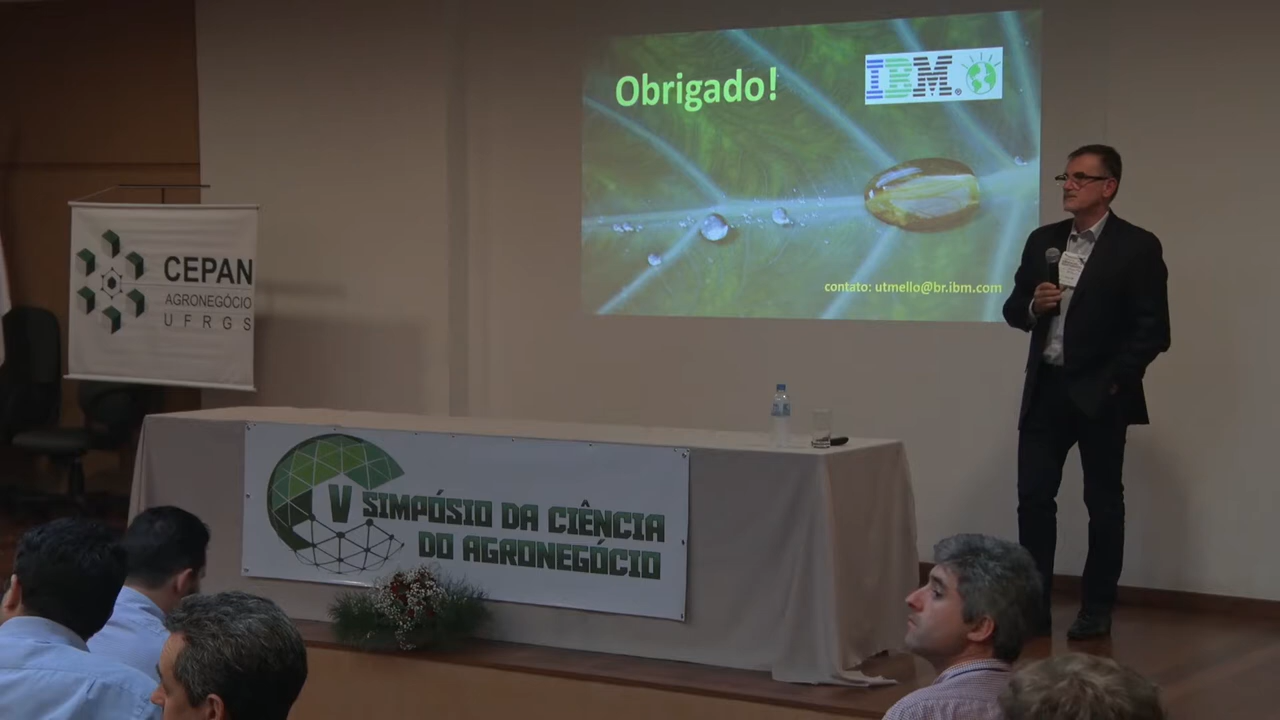 Obrigado!
IBM®
contato: utmello@br.ibm.com
CEPAN
AGRONEGÓCIO
UFRGS
V SIMPÓSIO DA CIÊNCIA
DO AGRONEGÓCIO